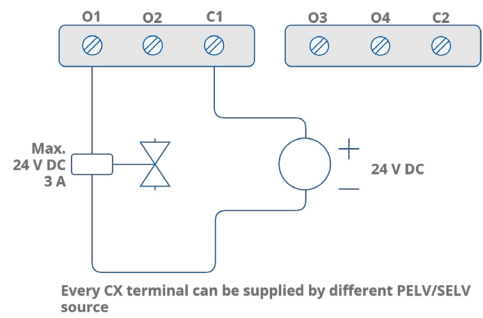 O1 O2 C1 O3 O4 C2
Max.
24 V DC
3 A
24 V DC
Every CX terminal can be supplied by different PELV/SELV
source